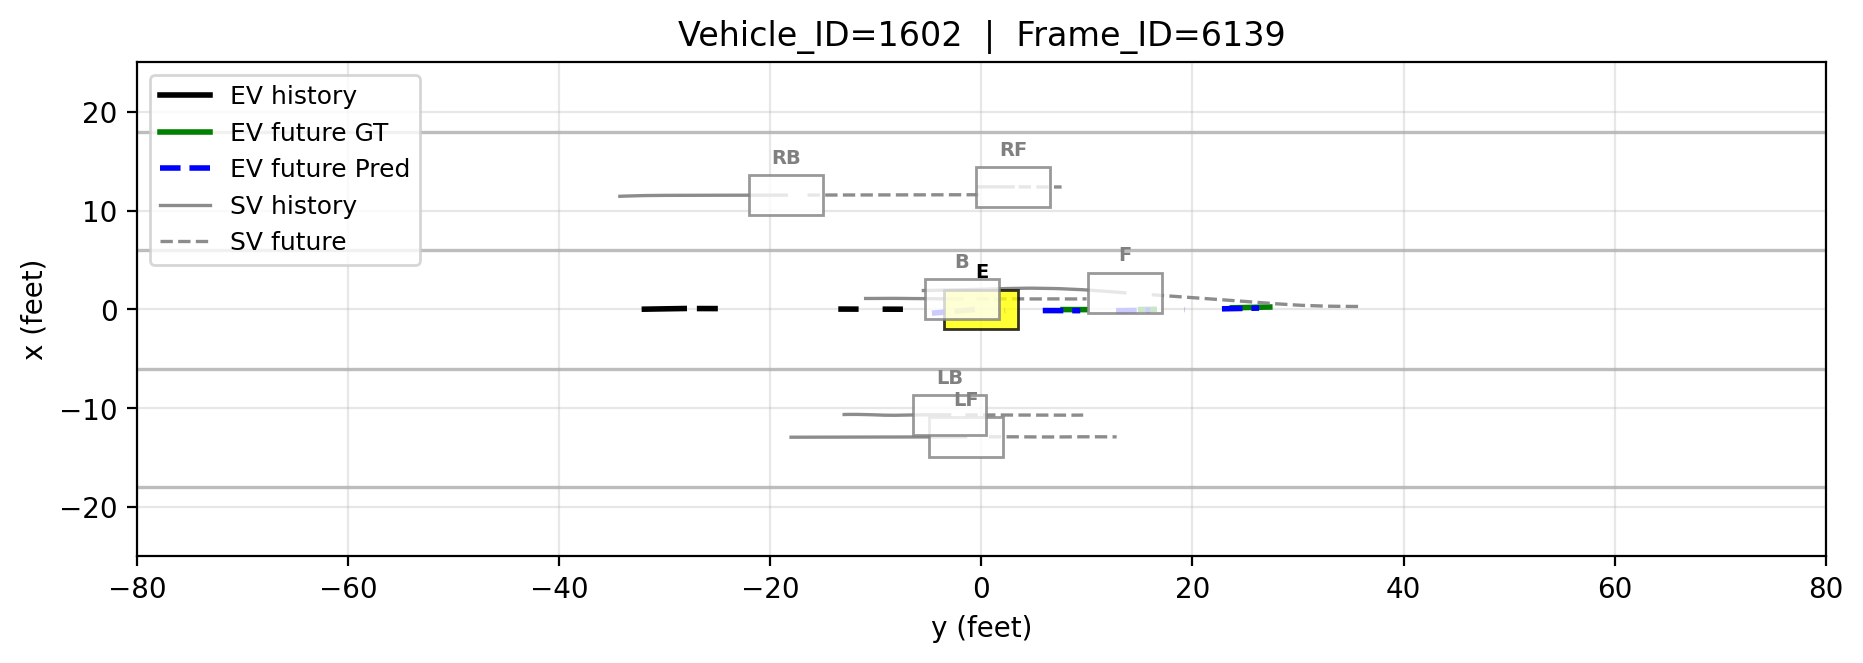 Vehicle_ID=1602 | Frame_ID=6139
EV history
EV future GT
EV future Pred
SV history
SV future
RB
RF
B
E
F
LB
LF
20
10
0
−10
−20
x (feet)
−80
−60
−40
−20
0
20
40
60
80
y (feet)